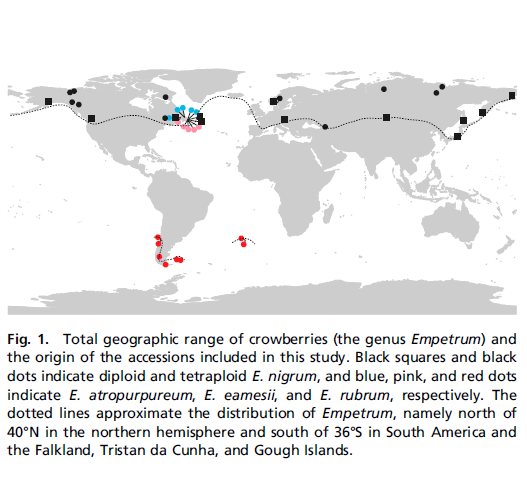 Fig. 1. Total geographic range of crowberries (the genus Empetrum) and
the origin of the accessions included in this study. Black squares and black
dots indicate diploid and tetraploid E. nigrum, and blue, pink, and red dots
indicate E. atropurpureum, E. eamesii, and E. rubrum, respectively. The
dotted lines approximate the distribution of Empetrum, namely north of
40°N in the northern hemisphere and south of 36°S in South America and
the Falkland, Tristan da Cunha, and Gough Islands.